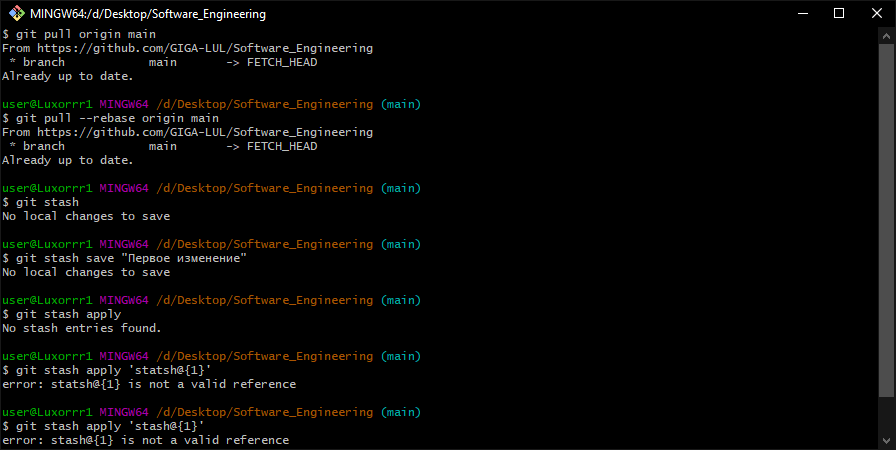 MINGW64:/d/Desktop/Software_Engineering
$ git pull origin main
From https://github.com/GIGA-LUL/Software_Engineering
 * branch            main       -> FETCH_HEAD
Already up to date.
user@Luxorrr1 MINGW64 /d/Desktop/Software_Engineering (main)
$ git pull --rebase origin main
From https://github.com/GIGA-LUL/Software_Engineering
 * branch            main       -> FETCH_HEAD
Already up to date.
user@Luxorrr1 MINGW64 /d/Desktop/Software_Engineering (main)
$ git stash
No local changes to save
user@Luxorrr1 MINGW64 /d/Desktop/Software_Engineering (main)
$ git stash save "Первое изменение"
No local changes to save
user@Luxorrr1 MINGW64 /d/Desktop/Software_Engineering (main)
$ git stash apply
No stash entries found.
user@Luxorrr1 MINGW64 /d/Desktop/Software_Engineering (main)
$ git stash apply 'statsh@{1}'
error: statsh@{1} is not a valid reference
user@Luxorrr1 MINGW64 /d/Desktop/Software_Engineering (main)
$ git stash apply 'stash@{1}'
error: stash@{1} is not a valid reference